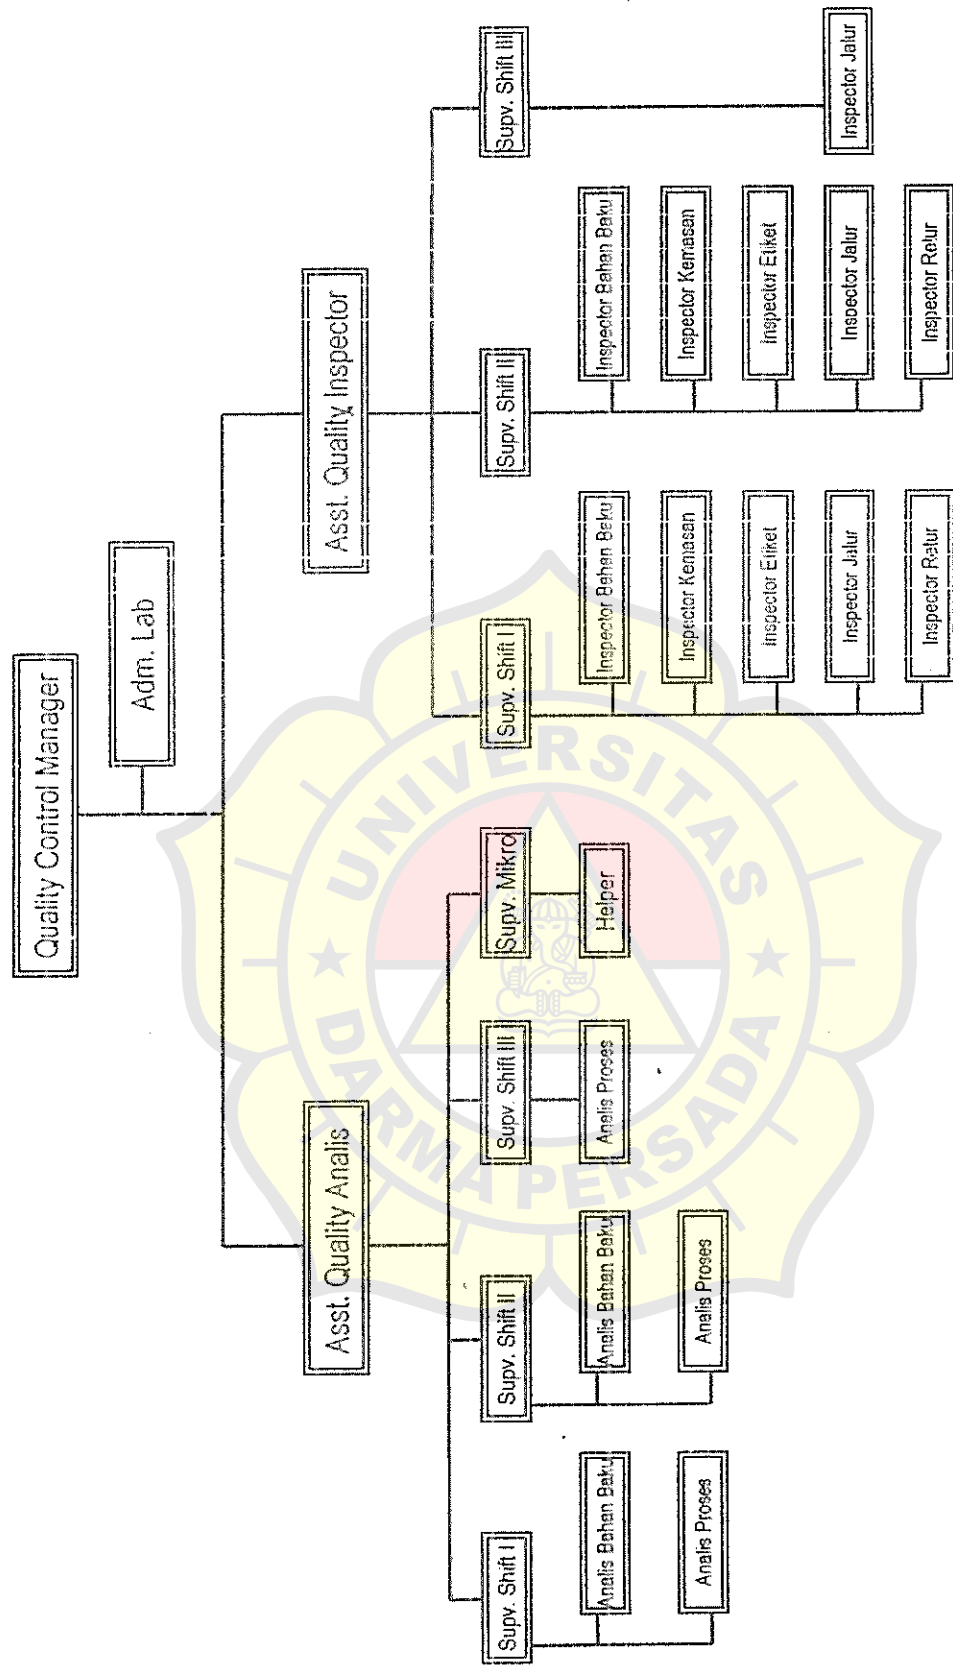 Quality Control Manager
Adm. Lab
Asst. Quality Analis
Asst. Quality Inspector
Supv. Shift I
Supv. Shift II
Supv. Shift III
Supv. Mikro
Supv. Shift I
Supv. Shift II
Supv. Shift III
Analis Bahan Baku
Analis Proses
Analis Bahan Baku
Analis Proses
Analis Proses
Helper
Inspector Bahan Baku
Inspector Kemasan
Inspector Etiket
Inspector Jalur
Inspector Retur
Inspector Bahan Baku
Inspector Kemasan
Inspector Etiket
Inspector Jalur
Inspector Retur
Inspector Jalur
UNIVERSITAS
DARMA PERSADA